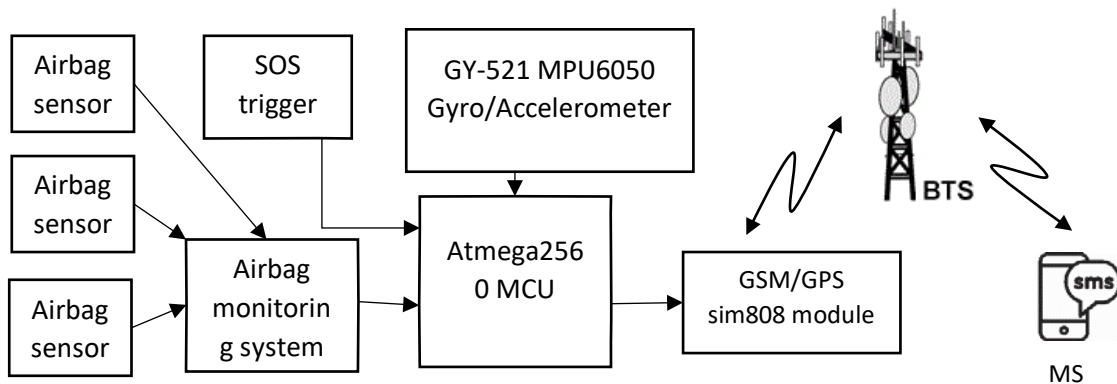 Airbag
sensor
SOS
trigger
GY-521 MPU6050
Gyro/Accelerometer
Airbag
sensor
Airbag
sensor
Airbag
monitorin
g system
Atmega256
0 MCU
GSM/GPS
sim808 module
BTS
sms
MS